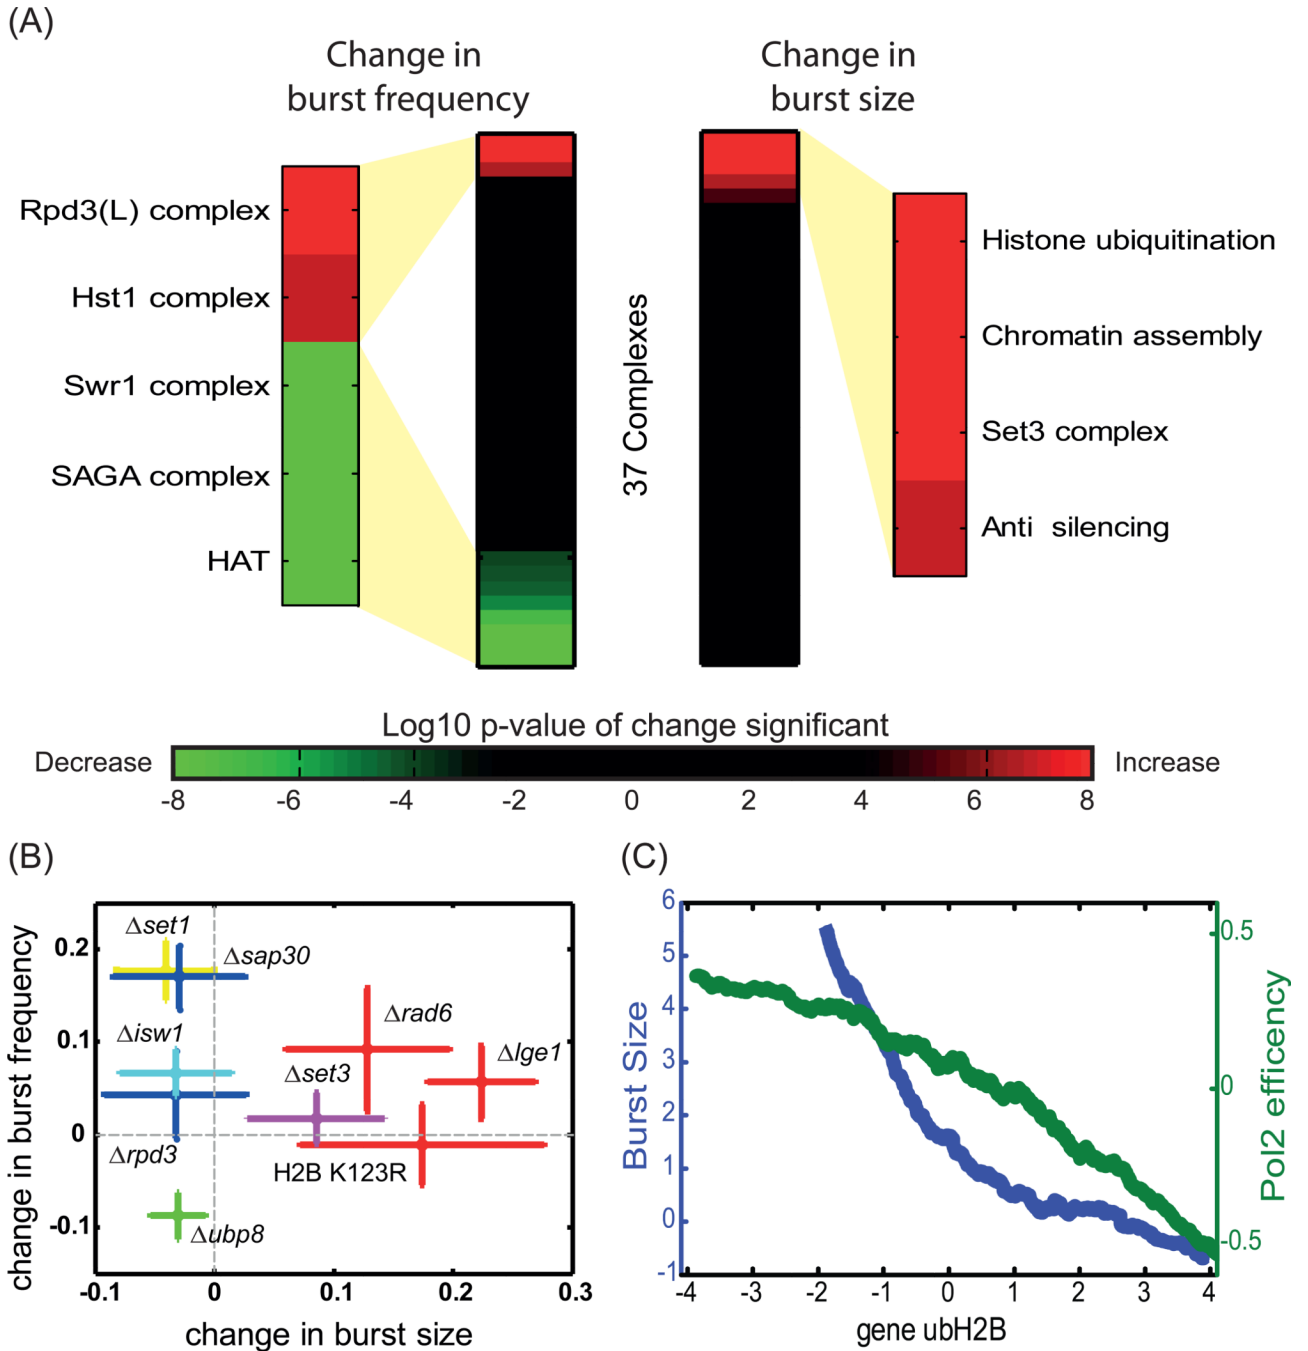 (A)
Change in
burst frequency
Change in
burst size
Rpd3(L) complex
Hst1 complex
Swr1 complex
SAGA complex
HAT
37 Complexes
Histone ubiquitination
Chromatin assembly
Set3 complex
Anti silencing
Log10 p-value of change significant
Decrease
Increase
-8 -6 -4 -2 0 2 4 6 8
(B)
change in burst frequency
0.2
0.1
0
-0.1
Δset1
Δsap30
Δisw1
Δrad6
Δlge1
Δset3
Δrpd3
H2B K123R
Δubp8
-0.1 0 0.1 0.2 0.3
change in burst size
(C)
Burst Size
6
5
4
3
2
1
0
-1
Pol2 efficency
0.5
0
-0.5
-4 -3 -2 -1 0 1 2 3 4
gene ubH2B